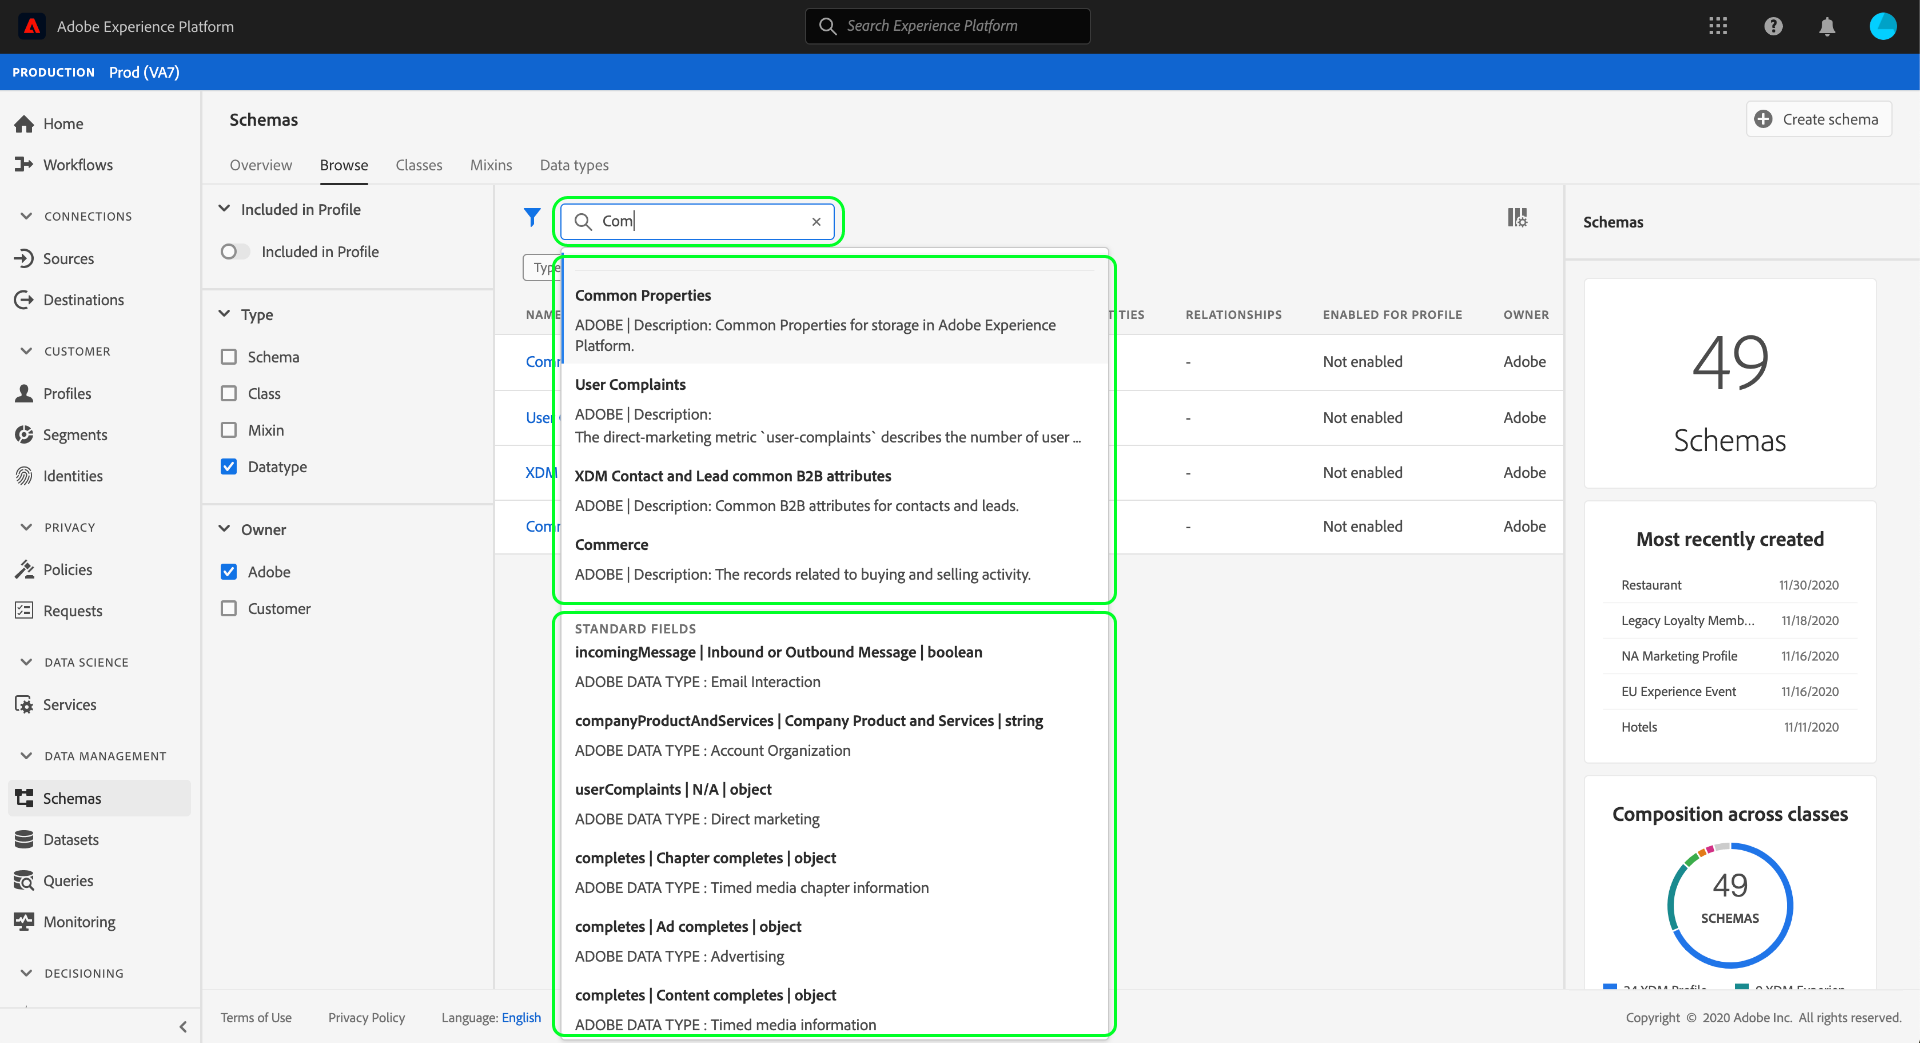 Adobe Experience Platform
Search Experience Platform
PRODUCTION Prod (VA7)
Home
Workflows
CONNECTIONS
Sources
Destinations
CUSTOMER
Profiles
Segments
Identities
PRIVACY
Policies
Requests
DATA SCIENCE
Services
DATA MANAGEMENT
Schemas
Datasets
Queries
Monitoring
DECISIONING
Schemas
Create schema
Overview Browse Classes Mixins Data types
Included in Profile
Included in Profile
Type
Schema
Class
Mixin
Datatype
Owner
Adobe
Customer
Com
Type
NAME RELATIONSHIPS ENABLED FOR PROFILE OWNER
- Not enabled Adobe
User - Not enabled Adobe
XDM - Not enabled Adobe
- Not enabled Adobe
Common Properties
ADOBE | Description: Common Properties for storage in Adobe Experience
Platform.
User Complaints
ADOBE | Description:
The direct-marketing metric `user-complaints` describes the number of user ...
XDM Contact and Lead common B2B attributes
ADOBE | Description: Common B2B attributes for contacts and leads.
Commerce
ADOBE | Description: The records related to buying and selling activity.
STANDARD FIELDS
incomingMessage | Inbound or Outbound Message | boolean
ADOBE DATA TYPE : Email Interaction
companyProductAndServices | Company Product and Services | string
ADOBE DATA TYPE : Account Organization
userComplaints | N/A | object
ADOBE DATA TYPE : Direct marketing
completes | Chapter completes | object
ADOBE DATA TYPE : Timed media chapter information
completes | Ad completes | object
ADOBE DATA TYPE : Advertising
completes | Content completes | object
ADOBE DATA TYPE : Timed media information
Schemas
49
Schemas
Most recently created
Restaurant 11/30/2020
Legacy Loyalty Memb... 11/18/2020
NA Marketing Profile 11/16/2020
EU Experience Event 11/16/2020
Hotels 11/11/2020
Composition across classes
49
SCHEMAS
Terms of Use Privacy Policy Language: English
Copyright © 2020 Adobe Inc. All rights reserved.